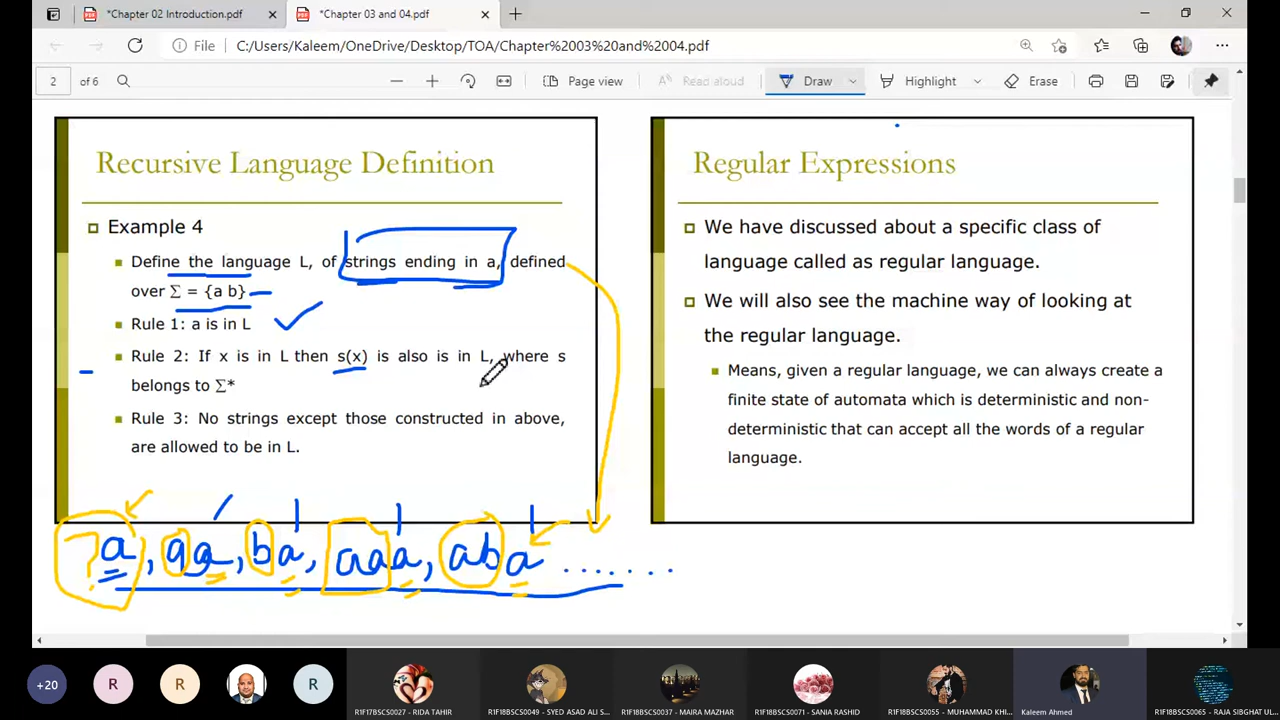 *Chapter 02 Introduction.pdf
*Chapter 03 and 04.pdf
File
C:/Users/Kaleem/OneDrive/Desktop/TOA/Chapter%2003%20and%2004.pdf
2 of 6
Page view
Read aloud
Draw
Highlight
Erase
Recursive Language Definition
Example 4
Define the language L, of strings ending in a, defined
over Σ = {a b}
Rule 1: a is in L
Rule 2: If x is in L then s(x) is also is in L, where s
belongs to Σ*
Rule 3: No strings except those constructed in above,
are allowed to be in L.
? a, aa, ba, aaa, aba .......
Regular Expressions
We have discussed about a specific class of
language called as regular language.
We will also see the machine way of looking at
the regular language.
Means, given a regular language, we can always create a
finite state of automata which is deterministic and non-
deterministic that can accept all the words of a regular
language.
+20
R
R
R
R1F17BSCS0027 - RIDA TAHIR
R1F18BSCS0049 - SYED ASAD ALI S...
R1F18BSCS0037 - MAIRA MAZHAR
R1F18BSCS0071 - SANIA RASHID
R1F18BSCS0055 - MUHAMMAD KHI...
Kaleem Ahmed
R1F18BSCS0065 - RAJA SIBGHAT UL...